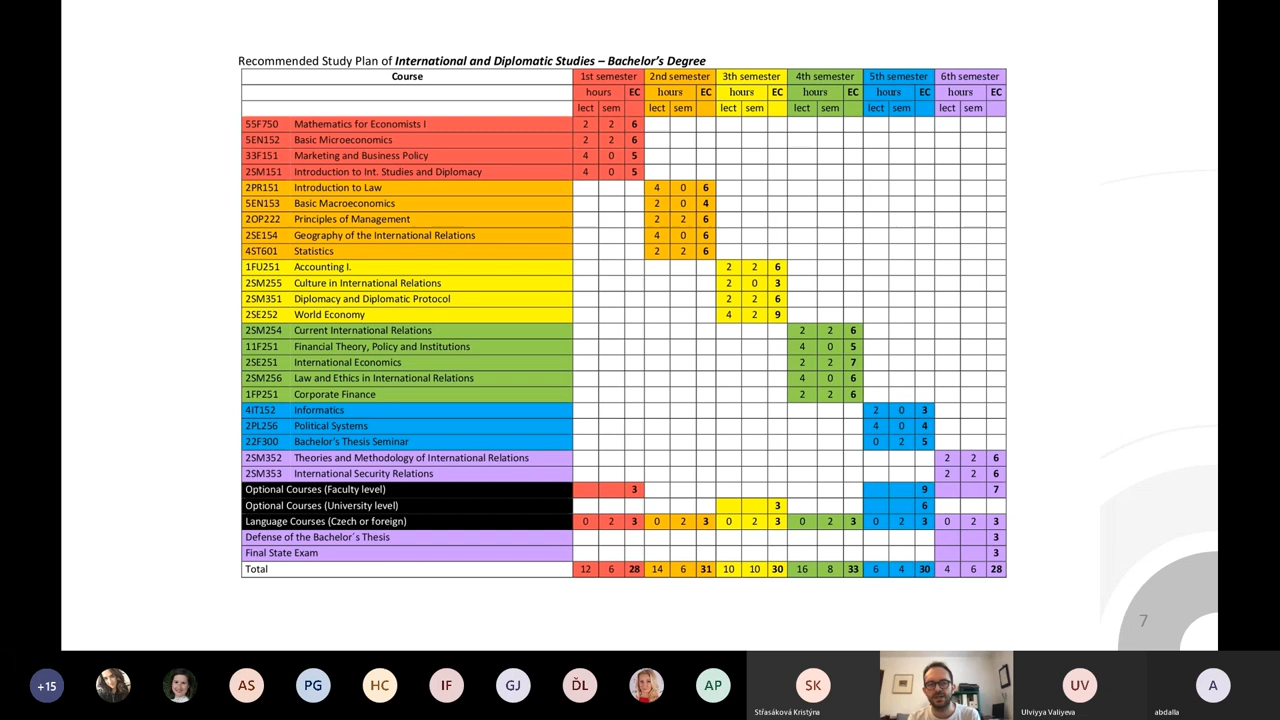 Recommended Study Plan of International and Diplomatic Studies – Bachelor's Degree
Course 1st semester 2nd semester 3th semester 4th semester 5th semester 6th semester
hours EC hours EC hours EC hours EC hours EC hours EC
lect sem lect sem lect sem lect sem lect sem lect sem
55F750 Mathematics for Economists I 2 2 6
5EN152 Basic Microeconomics 2 2 6
33F151 Marketing and Business Policy 4 0 5
2SM151 Introduction to Int. Studies and Diplomacy 4 0 5
2PR151 Introduction to Law 4 0 6
5EN153 Basic Macroeconomics 2 0 4
2OP222 Principles of Management 2 2 6
2SE154 Geography of the International Relations 4 0 6
4ST601 Statistics 2 2 6
1FU251 Accounting I. 2 2 6
2SM255 Culture in International Relations 2 0 3
2SM351 Diplomacy and Diplomatic Protocol 2 2 6
2SE252 World Economy 4 2 9
2SM254 Current International Relations 2 2 6
11F251 Financial Theory, Policy and Institutions 4 0 5
2SE251 International Economics 2 2 7
2SM256 Law and Ethics in International Relations 4 0 6
1FP251 Corporate Finance 2 2 6
4IT152 Informatics 2 0 3
2PL256 Political Systems 4 0 4
22F300 Bachelor's Thesis Seminar 0 2 5
2SM352 Theories and Methodology of International Relations 2 2 6
2SM353 International Security Relations 2 2 6
Optional Courses (Faculty level) 3 9 7
Optional Courses (University level) 3 6
Language Courses (Czech or foreign) 0 2 3 0 2 3 0 2 3 0 2 3 0 2 3 0 2 3
Defense of the Bachelor´s Thesis 3
Final State Exam 3
Total 12 6 28 14 6 31 10 10 30 16 8 33 6 4 30 4 6 28
7
+15 AS PG HC IF GJ ĎL AP SK UV A
Střasáková Kristýna Ulviyya Valiyeva abdalla